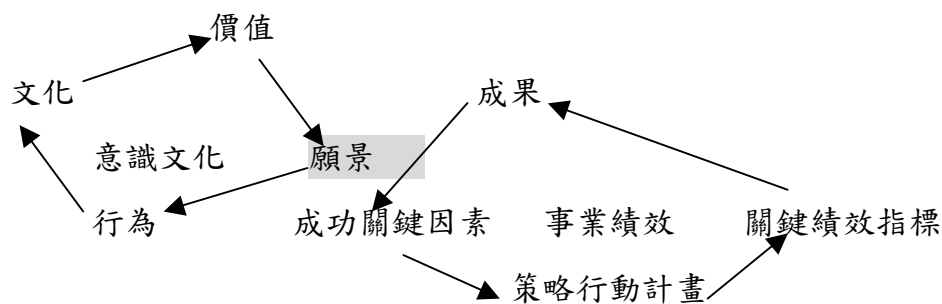 價值
文化
成果
意識文化
願景
行為
成功關鍵因素
事業績效
關鍵績效指標
策略行動計畫